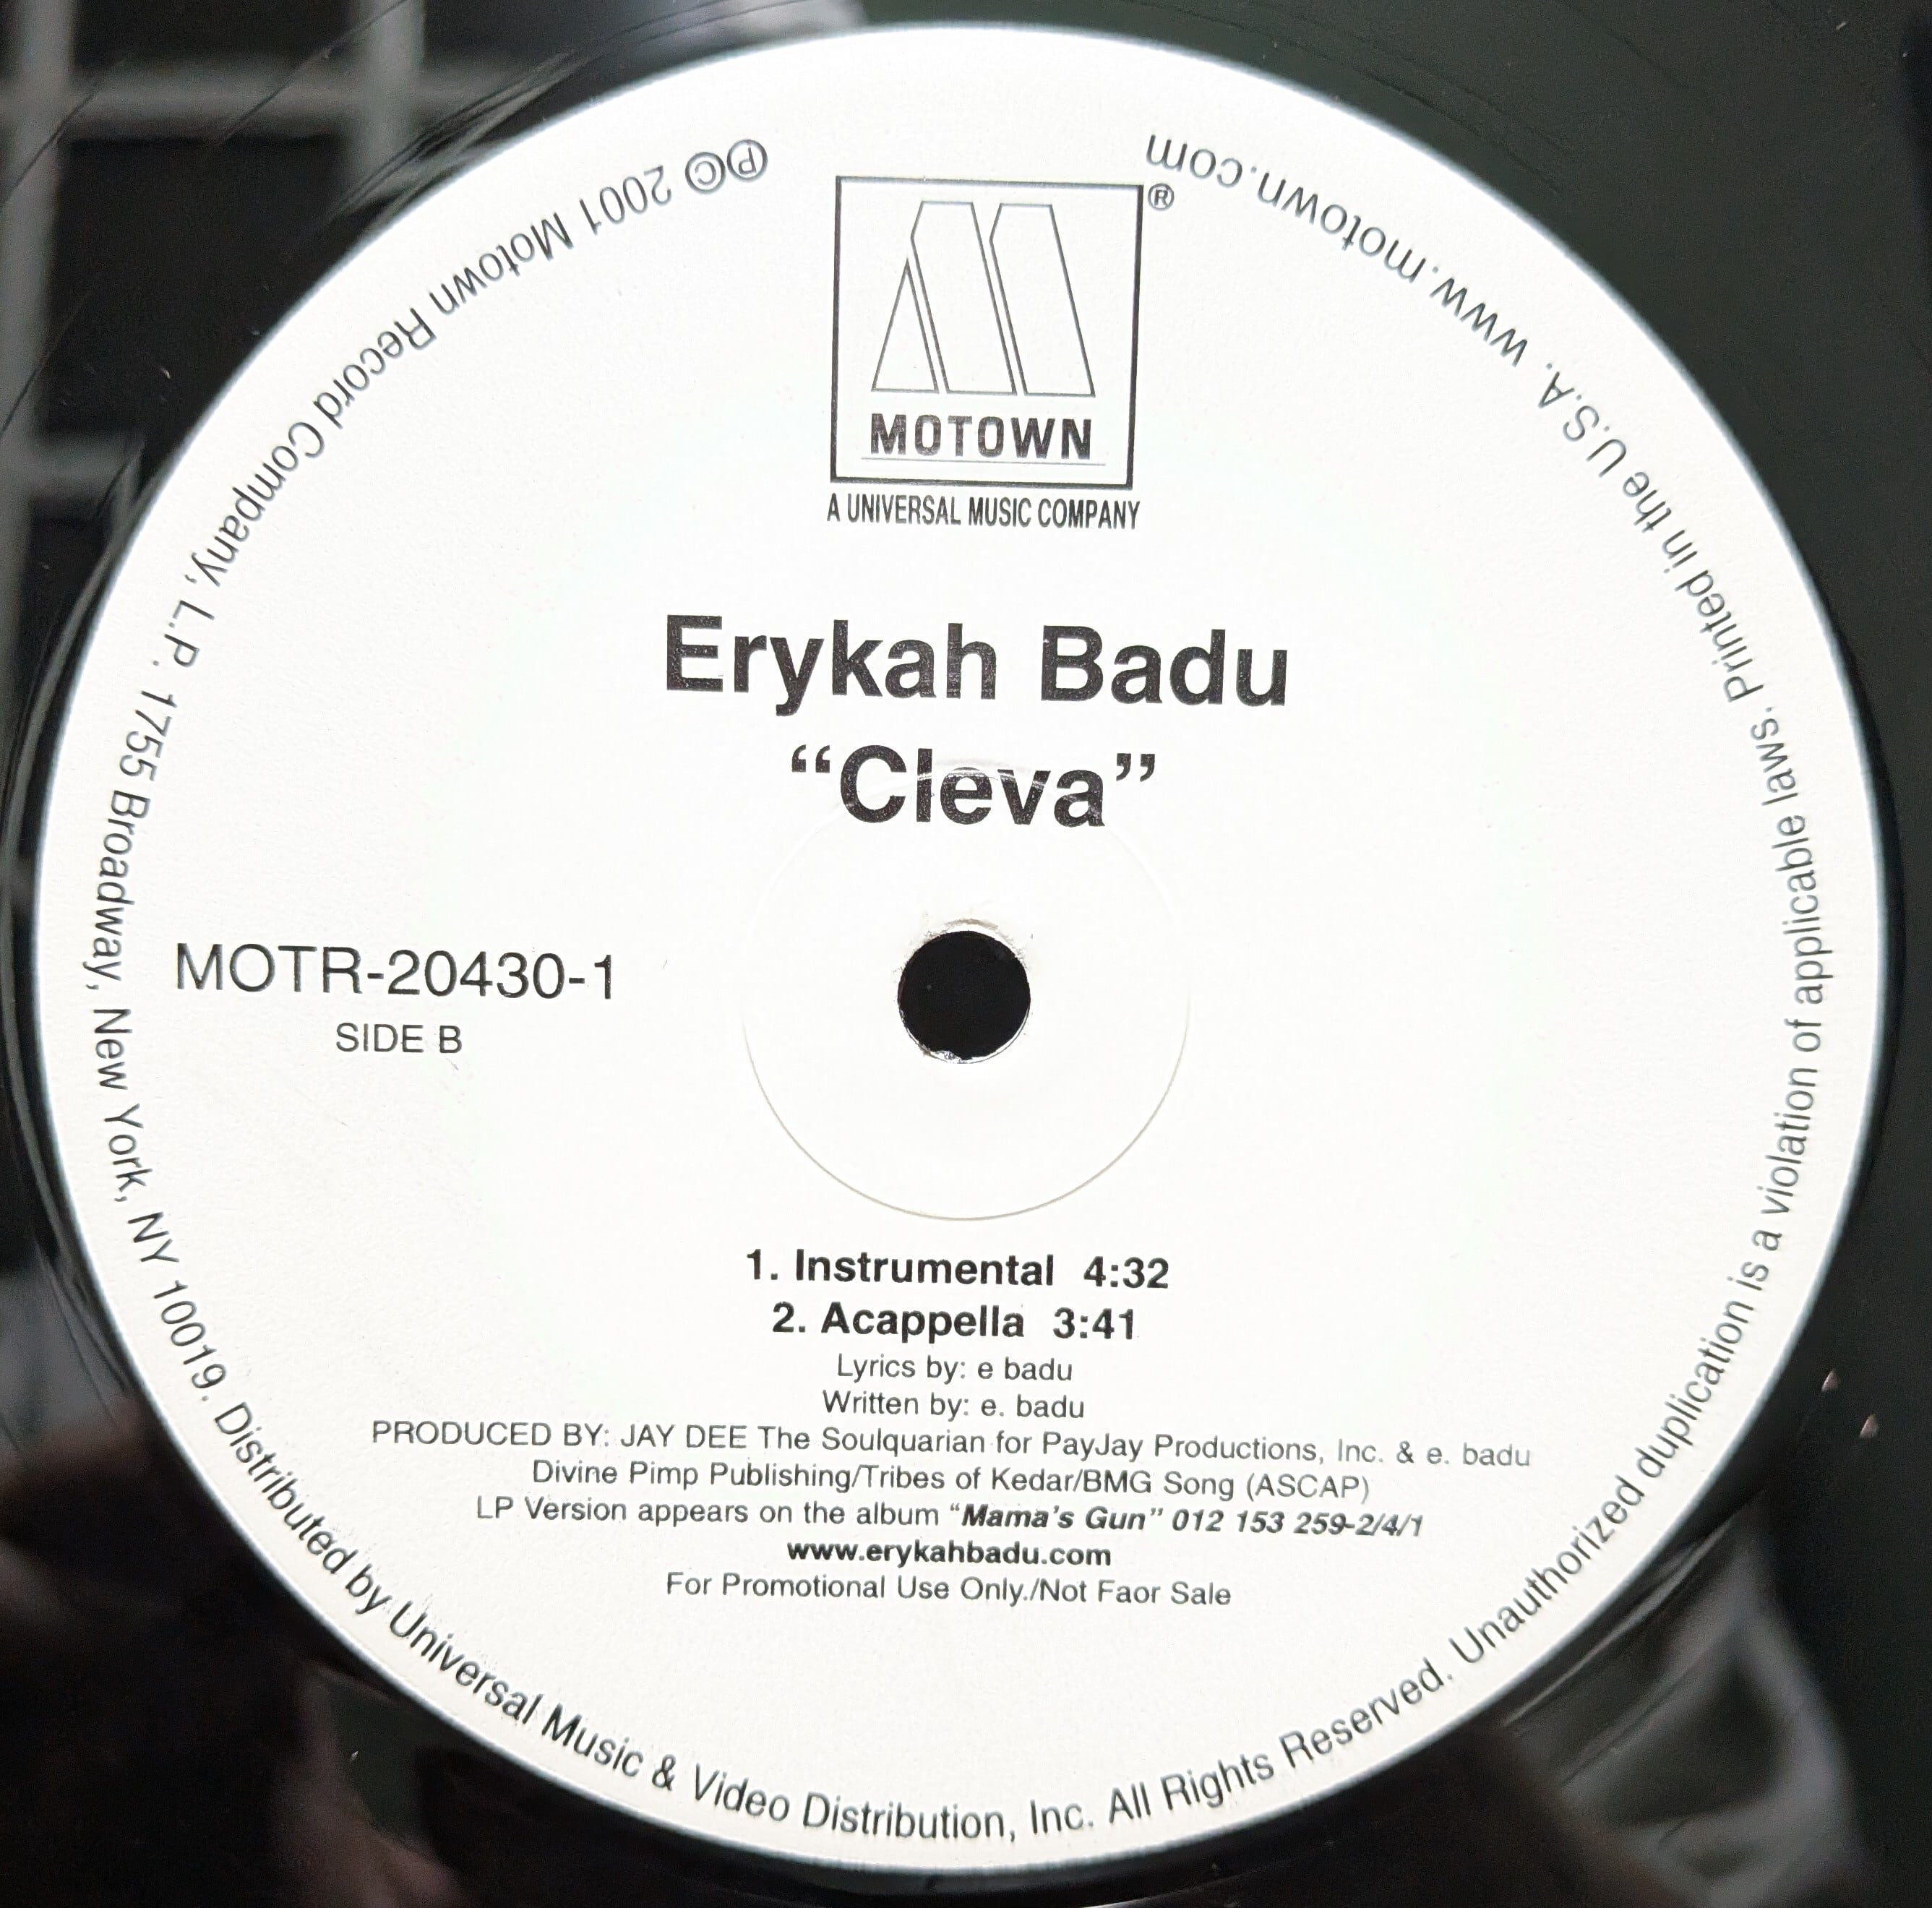 MOTOWN
®
A UNIVERSAL MUSIC COMPANY
Erykah Badu
“Cleva”
MOTR-20430-1
SIDE B
1. Instrumental 4:32
2. Acappella 3:41
Lyrics by: e badu
Written by: e. badu
PRODUCED BY: JAY DEE The Soulquarian for PayJay Productions, Inc. & e. badu
Divine Pimp Publishing/Tribes of Kedar/BMG Song (ASCAP)
LP Version appears on the album “Mama's Gun” 012 153 259-2/4/1
www.erykahbadu.com
For Promotional Use Only./Not Faor Sale
℗© 2001 Motown Record Company, L.P. 1755 Broadway, New York, NY 10019. Distributed by Universal Music & Video Distribution, Inc. All Rights Reserved. Unauthorized duplication is a violation of applicable laws. Printed in the U.S.A. www.motown.com